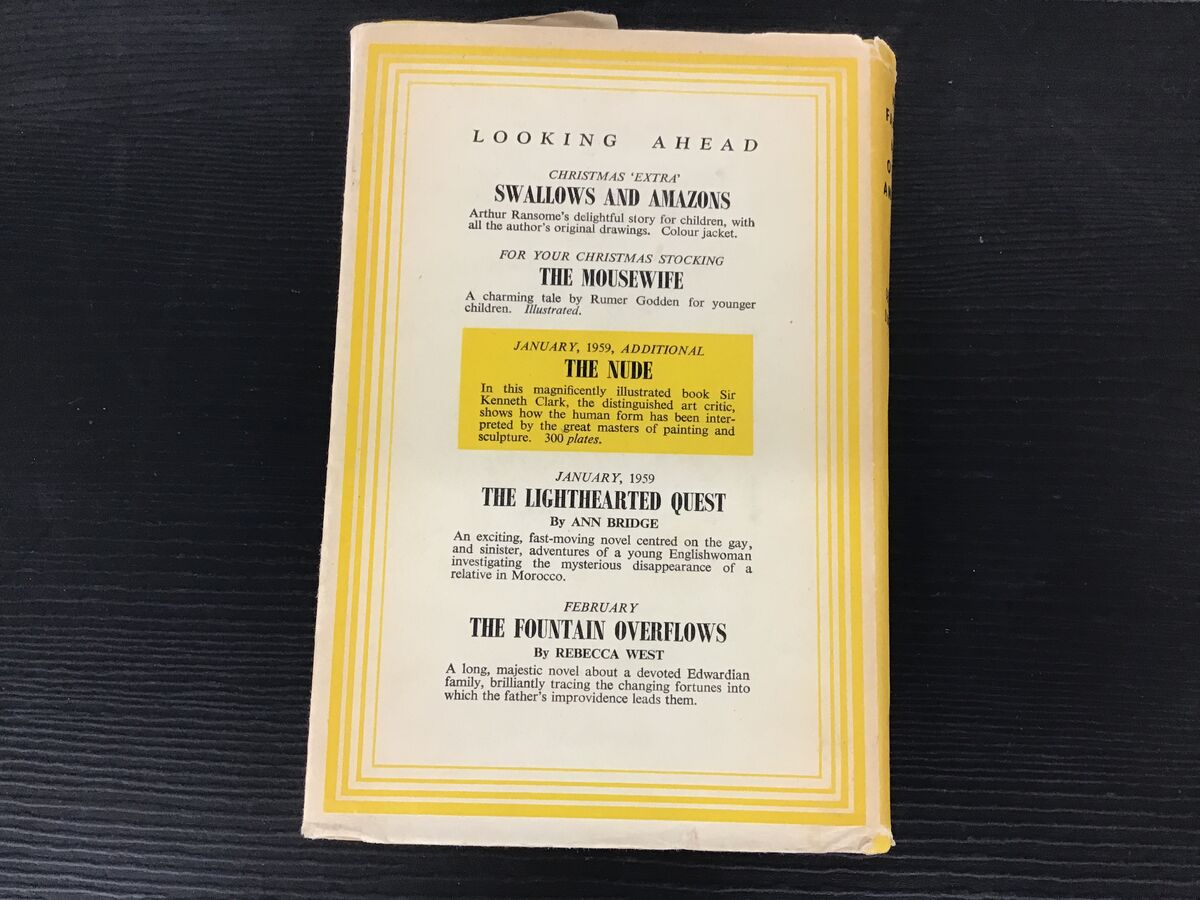 LOOKING AHEAD
CHRISTMAS 'EXTRA'
SWALLOWS AND AMAZONS
Arthur Ransome's delightful story for children, with
all the author's original drawings. Colour jacket.
FOR YOUR CHRISTMAS STOCKING
THE MOUSEWIFE
A charming tale by Rumer Godden for younger
children. Illustrated.
JANUARY, 1959, ADDITIONAL
THE NUDE
In this magnificently illustrated book Sir
Kenneth Clark, the distinguished art critic,
shows how the human form has been inter-
preted by the great masters of painting and
sculpture. 300 plates.
JANUARY, 1959
THE LIGHTHEARTED QUEST
By ANN BRIDGE
An exciting, fast-moving novel centred on the gay,
and sinister, adventures of a young Englishwoman
investigating the mysterious disappearance of a
relative in Morocco.
FEBRUARY
THE FOUNTAIN OVERFLOWS
By REBECCA WEST
A long, majestic novel about a devoted Edwardian
family, brilliantly tracing the changing fortunes into
which the father's improvidence leads them.